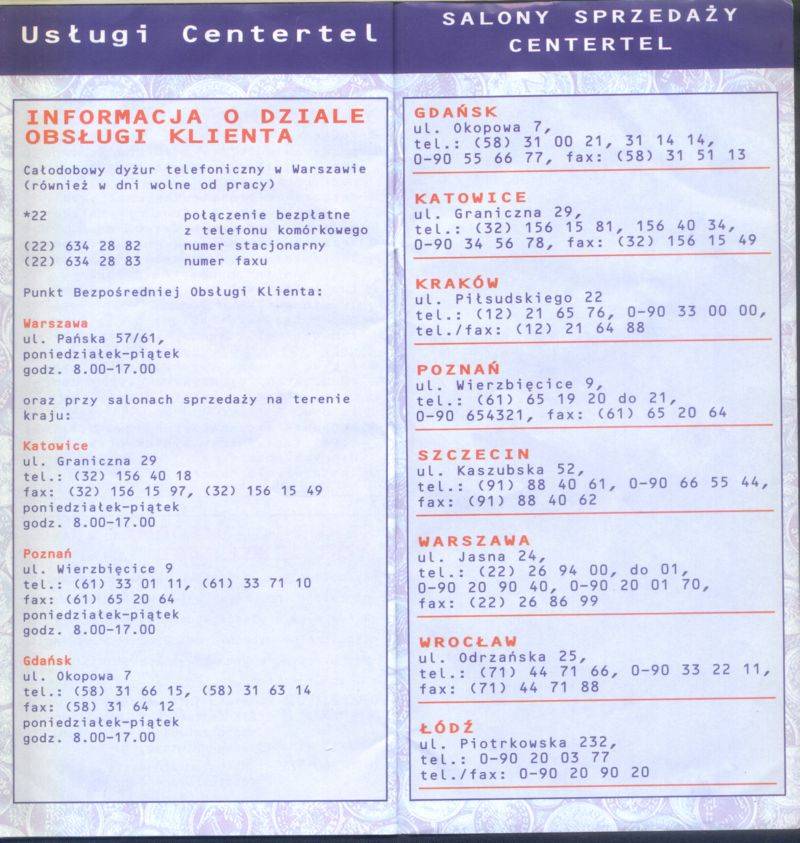 Usługi Centertel
INFORMACJA O DZIALE
OBSŁUGI KLIENTA
Całodobowy dyżur telefoniczny w Warszawie
(również w dni wolne od pracy)
*22 połączenie bezpłatne
z telefonu komórkowego
(22) 634 28 82 numer stacjonarny
(22) 634 28 83 numer faxu
Punkt Bezpośredniej Obsługi Klienta:
Warszawa
ul. Pańska 57/61,
poniedziałek-piątek
godz. 8.00-17.00
oraz przy salonach sprzedaży na terenie
kraju:
Katowice
ul. Graniczna 29
tel.: (32) 156 40 18
fax: (32) 156 15 97, (32) 156 15 49
poniedziałek-piątek
godz. 8.00-17.00
Poznań
ul. Wierzbięcice 9
tel.: (61) 33 01 11, (61) 33 71 10
fax: (61) 65 20 64
poniedziałek-piątek
godz. 8.00-17.00
Gdańsk
ul. Okopowa 7
tel.: (58) 31 66 15, (58) 31 63 14
fax: (58) 31 64 12
poniedziałek-piątek
godz. 8.00-17.00
SALONY SPRZEDAŻY
CENTERTEL
GDAŃSK
ul. Okopowa 7,
tel.: (58) 31 00 21, 31 14 14,
0-90 55 66 77, fax: (58) 31 51 13
KATOWICE
ul. Graniczna 29,
tel.: (32) 156 15 81, 156 40 34,
0-90 34 56 78, fax: (32) 156 15 49
KRAKÓW
ul. Piłsudskiego 22
tel.: (12) 21 65 76, 0-90 33 00 00,
tel./fax: (12) 21 64 88
POZNAŃ
ul. Wierzbięcice 9,
tel.: (61) 65 19 20 do 21,
0-90 654321, fax: (61) 65 20 64
SZCZECIN
ul. Kaszubska 52,
tel.: (91) 88 40 61, 0-90 66 55 44,
fax: (91) 88 40 62
WARSZAWA
ul. Jasna 24,
tel.: (22) 26 94 00, do 01,
0-90 20 90 40, 0-90 20 01 70,
fax: (22) 26 86 99
WROCŁAW
ul. Odrzańska 25,
tel.: (71) 44 71 66, 0-90 33 22 11,
fax: (71) 44 71 88
ŁÓDŹ
ul. Piotrkowska 232,
tel.: 0-90 20 03 77
tel./fax: 0-90 20 90 20